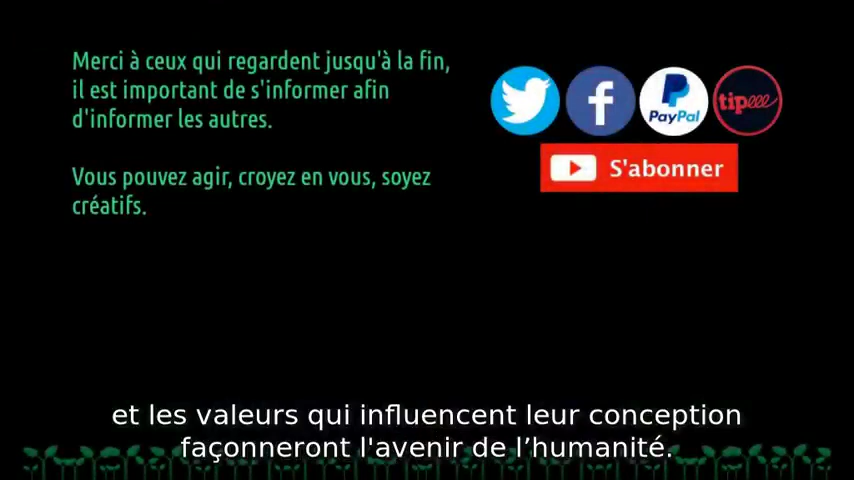 Merci à ceux qui regardent jusqu'à la fin,
il est important de s'informer afin
d'informer les autres.
Vous pouvez agir, croyez en vous, soyez
créatifs.
PayPal
tipeee
S'abonner
et les valeurs qui influencent leur conception
façonneront l'avenir de l’humanité.